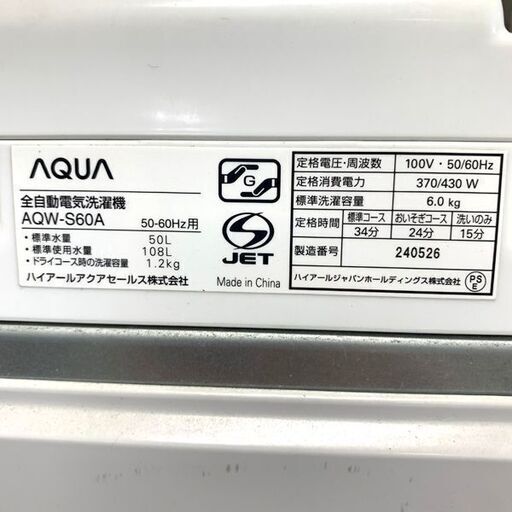 AQUA
全自動電気洗濯機
AQW-S60A 50-60Hz用
・標準水量 50L
・標準使用水量 108L
・ドライコース時の洗濯容量 1.2kg
ハイアールアクアセールス株式会社
G
JET
Made in China
定格電圧・周波数 100V・50/60Hz
定格消費電力 370/430 W
標準洗濯容量 6.0 kg
定格時間 標準コース おいそぎコース 洗いのみ
34分 24分 15分
製造番号 240526
ハイアールジャパンホールディングス株式会社
PS
E